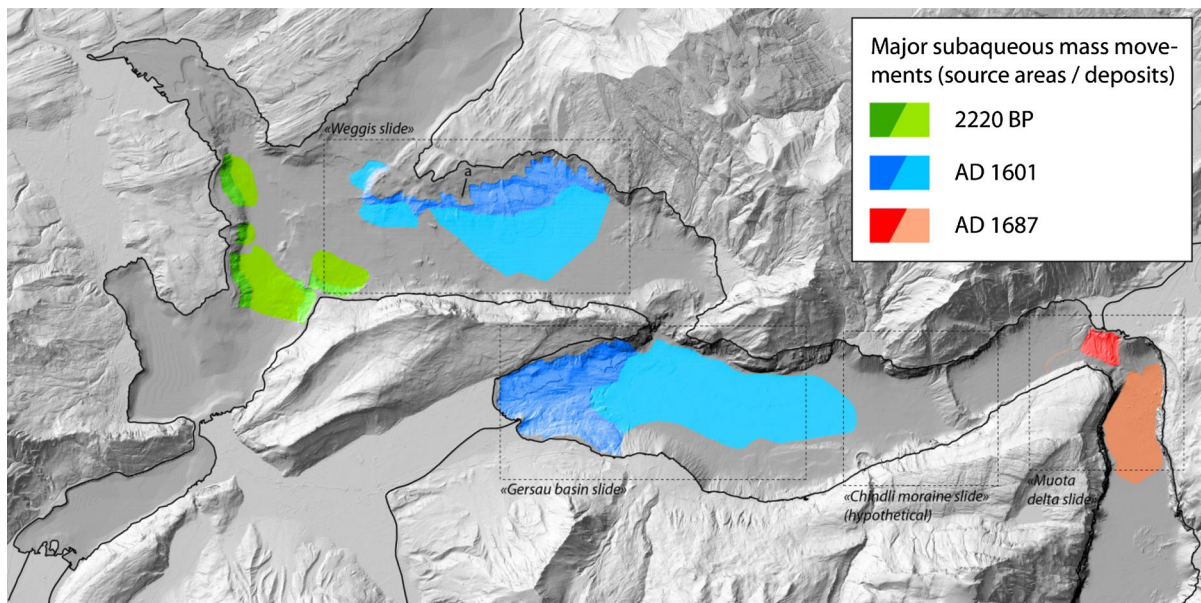 Major subaqueous mass move-
ments (source areas / deposits)
2220 BP
AD 1601
AD 1687
«Weggis slide»
a
«Gersau basin slide»
«Chindli moraine slide»
(hypothetical)
«Muota
delta slide»